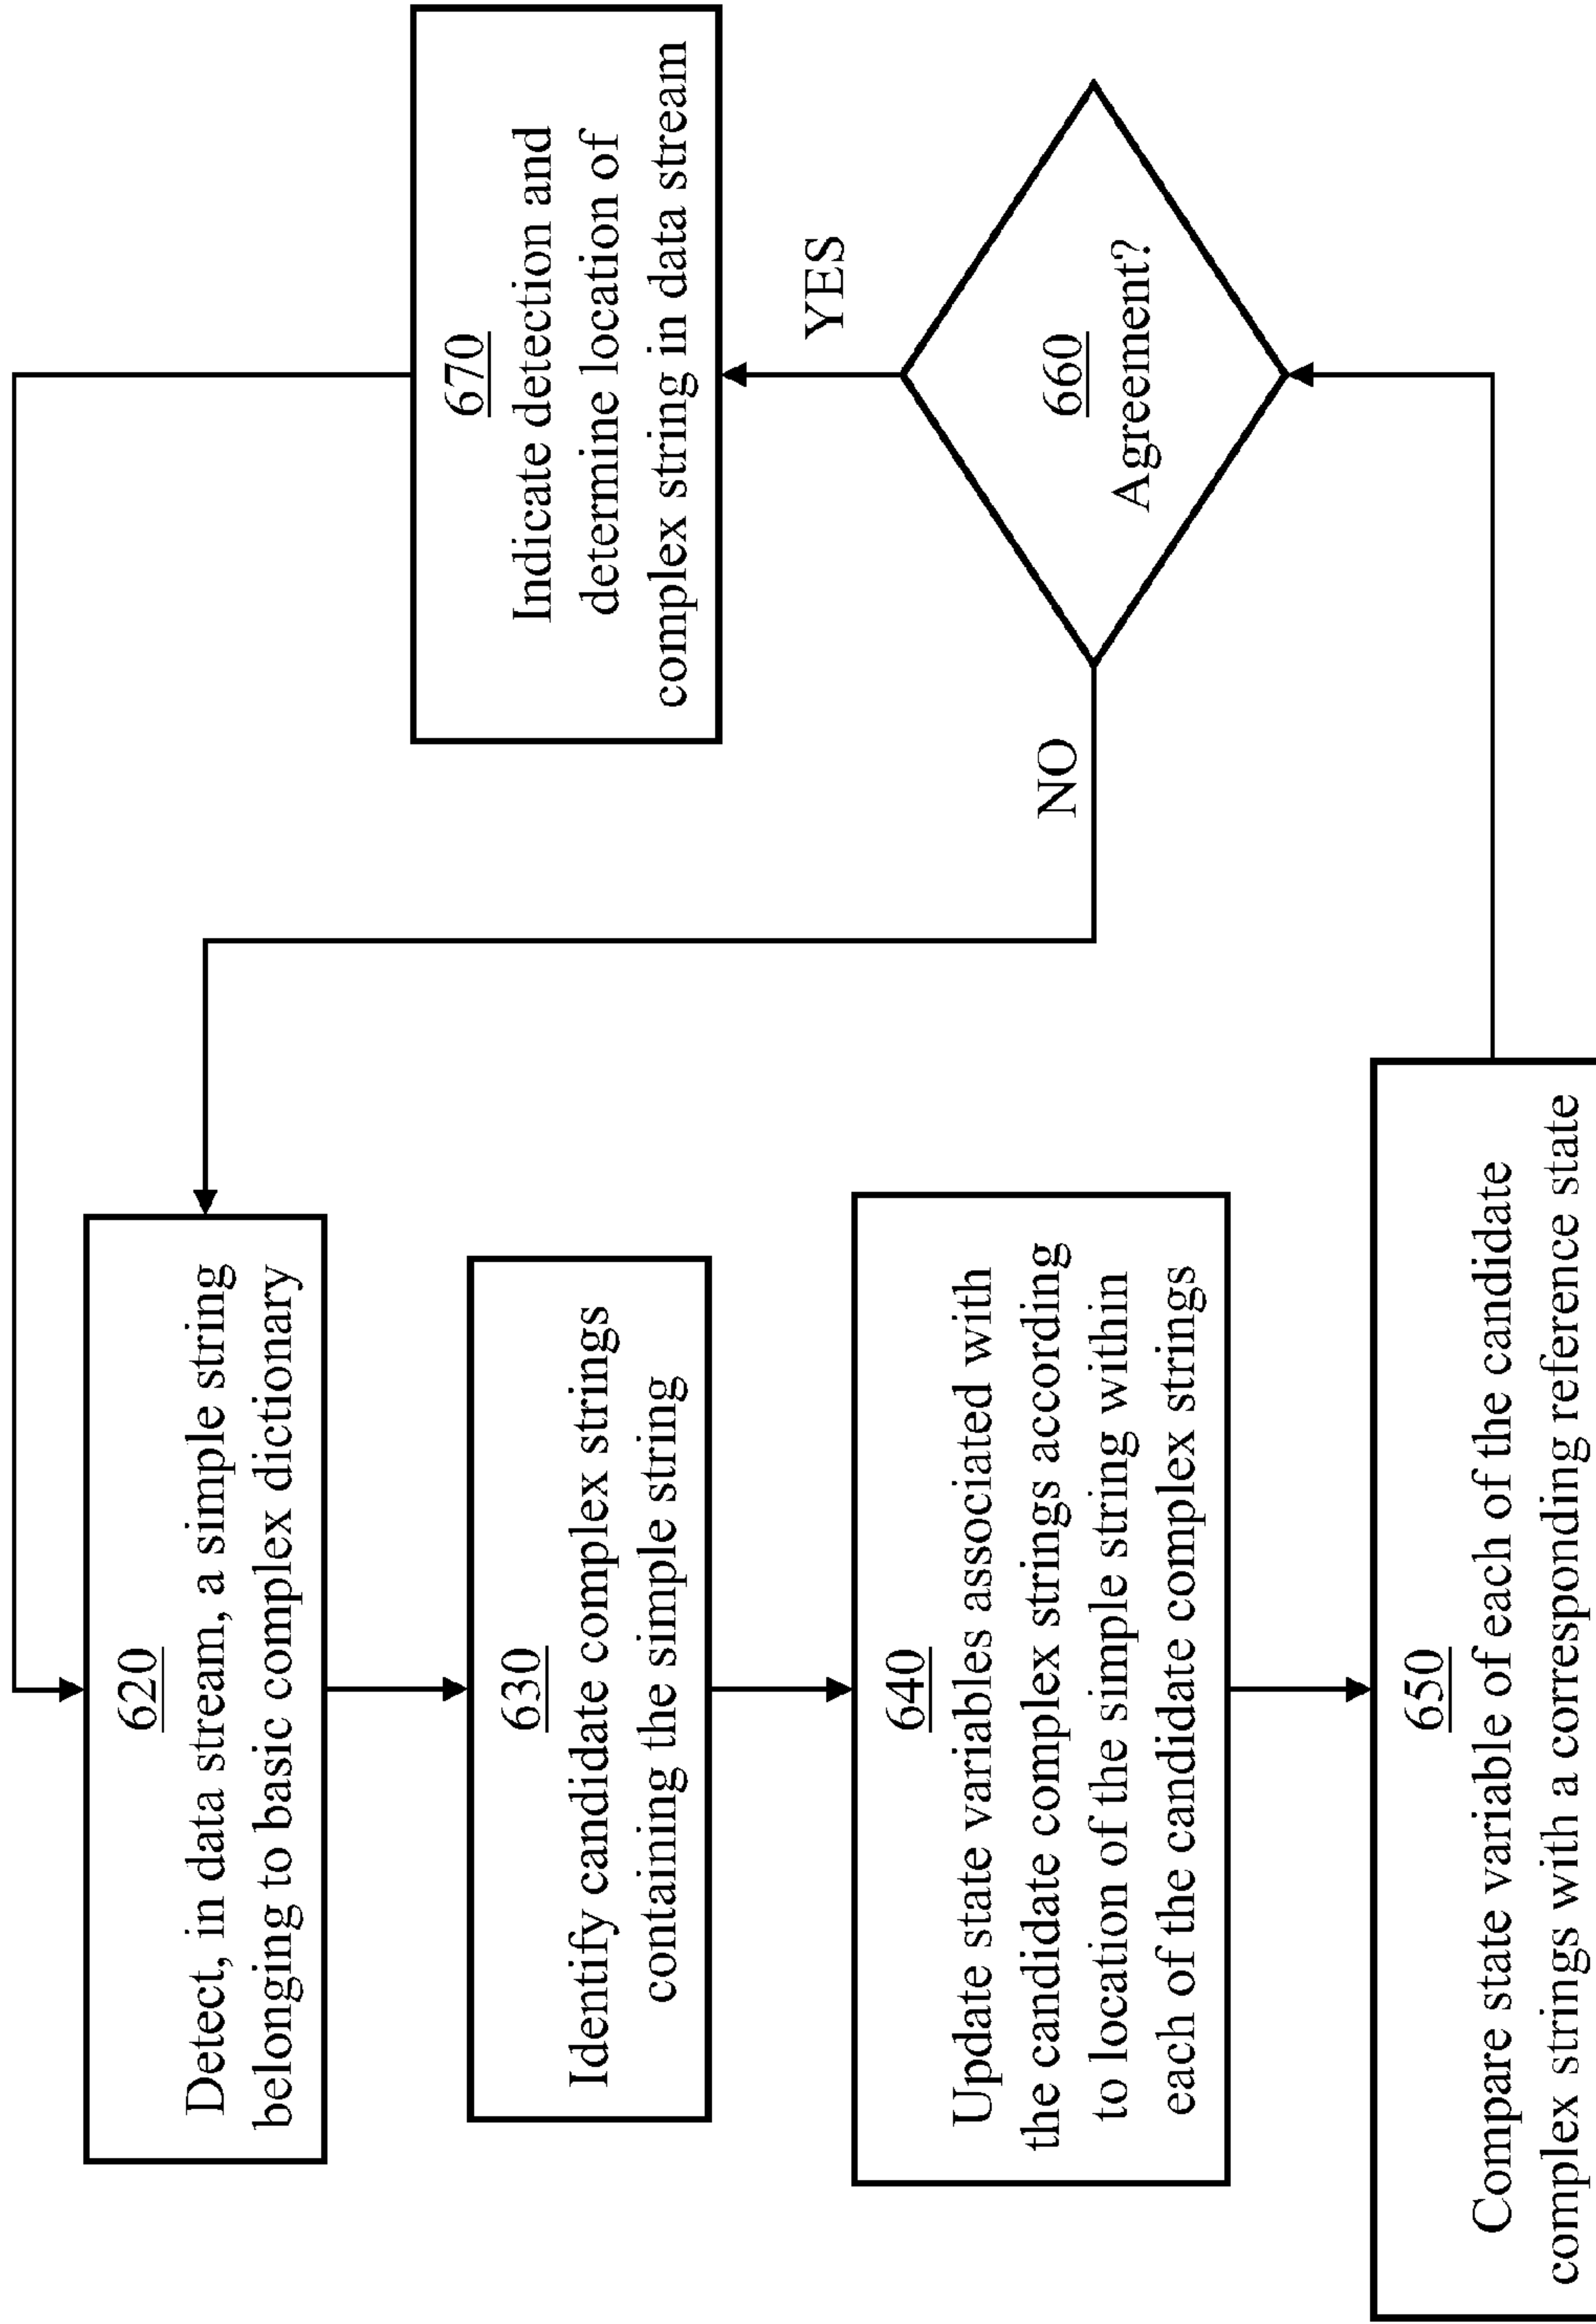 620
Detect, in data stream, a simple string
belonging to basic complex dictionary
630
Identify candidate complex strings
containing the simple string
640
Update state variables associated with
the candidate complex strings according
to location of the simple string within
each of the candidate complex strings
650
Compare state variable of each of the candidate
complex strings with a corresponding reference state
660
Agreement?
NO
YES
670
Indicate detection and
determine location of
complex string in data stream